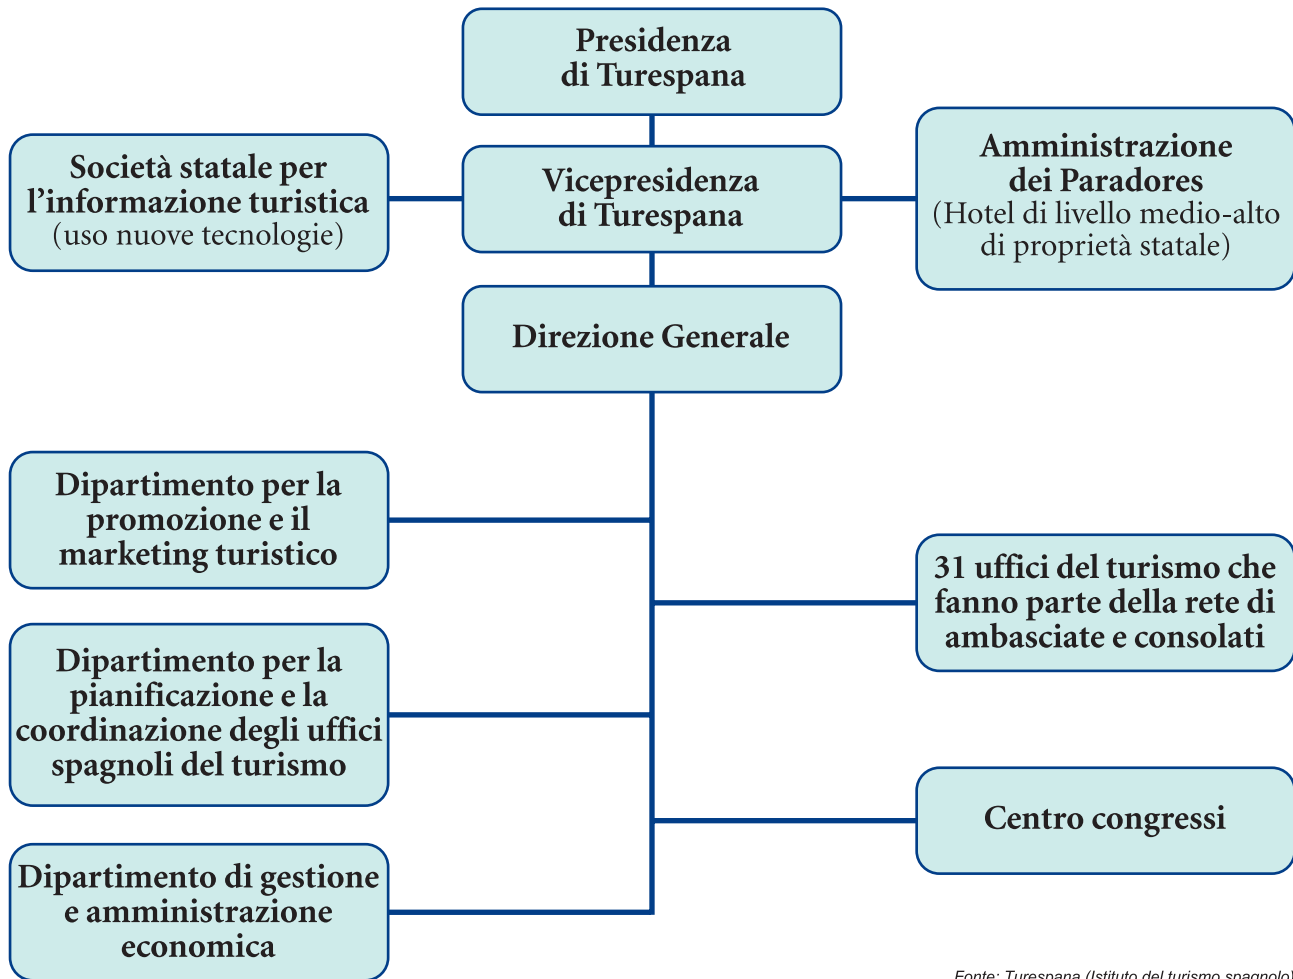 Presidenza
di Turespana
Società statale per
l’informazione turistica
(uso nuove tecnologie)
Vicepresidenza
di Turespana
Amministrazione
dei Paradores
(Hotel di livello medio-alto
di proprietà statale)
Direzione Generale
Dipartimento per la
promozione e il
marketing turistico
31 uffici del turismo che
fanno parte della rete di
ambasciate e consolati
Dipartimento per la
pianificazione e la
coordinazione degli uffici
spagnoli del turismo
Centro congressi
Dipartimento di gestione
e amministrazione
economica
Fonte: Turespana (Istituto del turismo spagnolo)